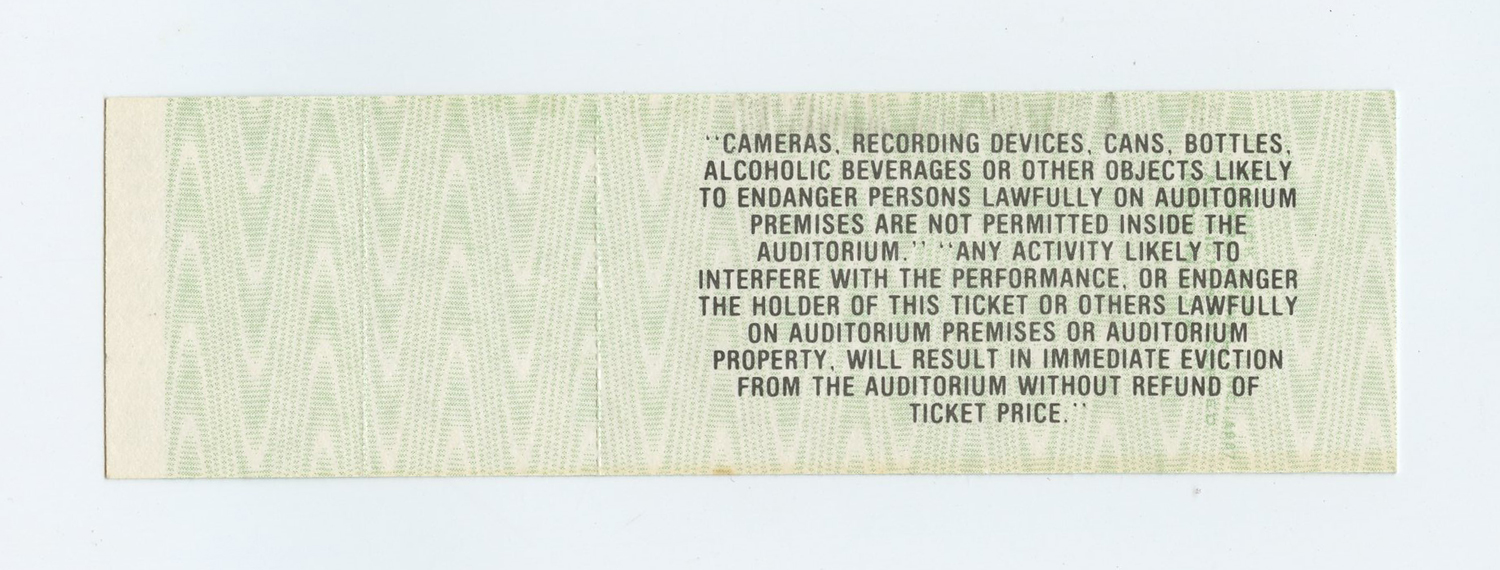 “CAMERAS, RECORDING DEVICES, CANS, BOTTLES,
ALCOHOLIC BEVERAGES OR OTHER OBJECTS LIKELY
TO ENDANGER PERSONS LAWFULLY ON AUDITORIUM
PREMISES ARE NOT PERMITTED INSIDE THE
AUDITORIUM.” “ANY ACTIVITY LIKELY TO
INTERFERE WITH THE PERFORMANCE, OR ENDANGER
THE HOLDER OF THIS TICKET OR OTHERS LAWFULLY
ON AUDITORIUM PREMISES OR AUDITORIUM
PROPERTY, WILL RESULT IN IMMEDIATE EVICTION
FROM THE AUDITORIUM WITHOUT REFUND OF
TICKET PRICE.”